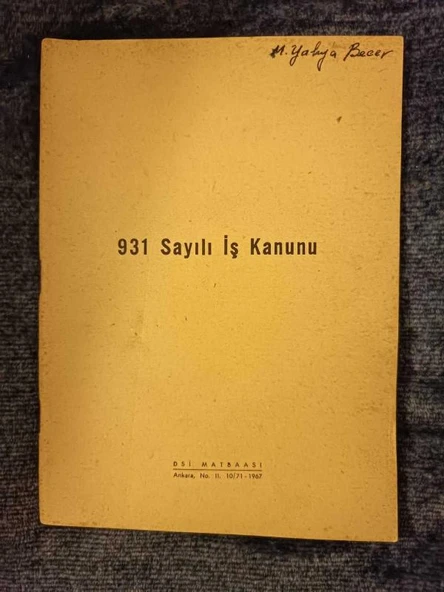 M. Yahya Becer
931 Sayılı İş Kanunu
DSİ MATBAASI
Ankara, No. II. 10/71-1967